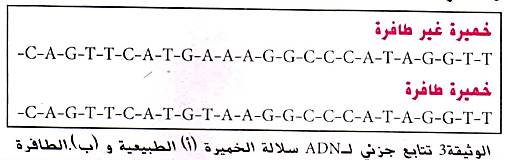 خميرة غير طافرة
-C-A-G-T-T-C-A-T-G-A-A-A-G-G-C-C-C-A-T-A-G-G-T-T
خميرة طافرة
-C-A-G-T-T-C-A-T-G-T-A-A-G-G-C-C-C-A-T-A-G-G-T-T
الوثيقة3 تتابع جزئي لـADN سلالة الخميرة (أ) الطبيعية و (ب).الطافرة